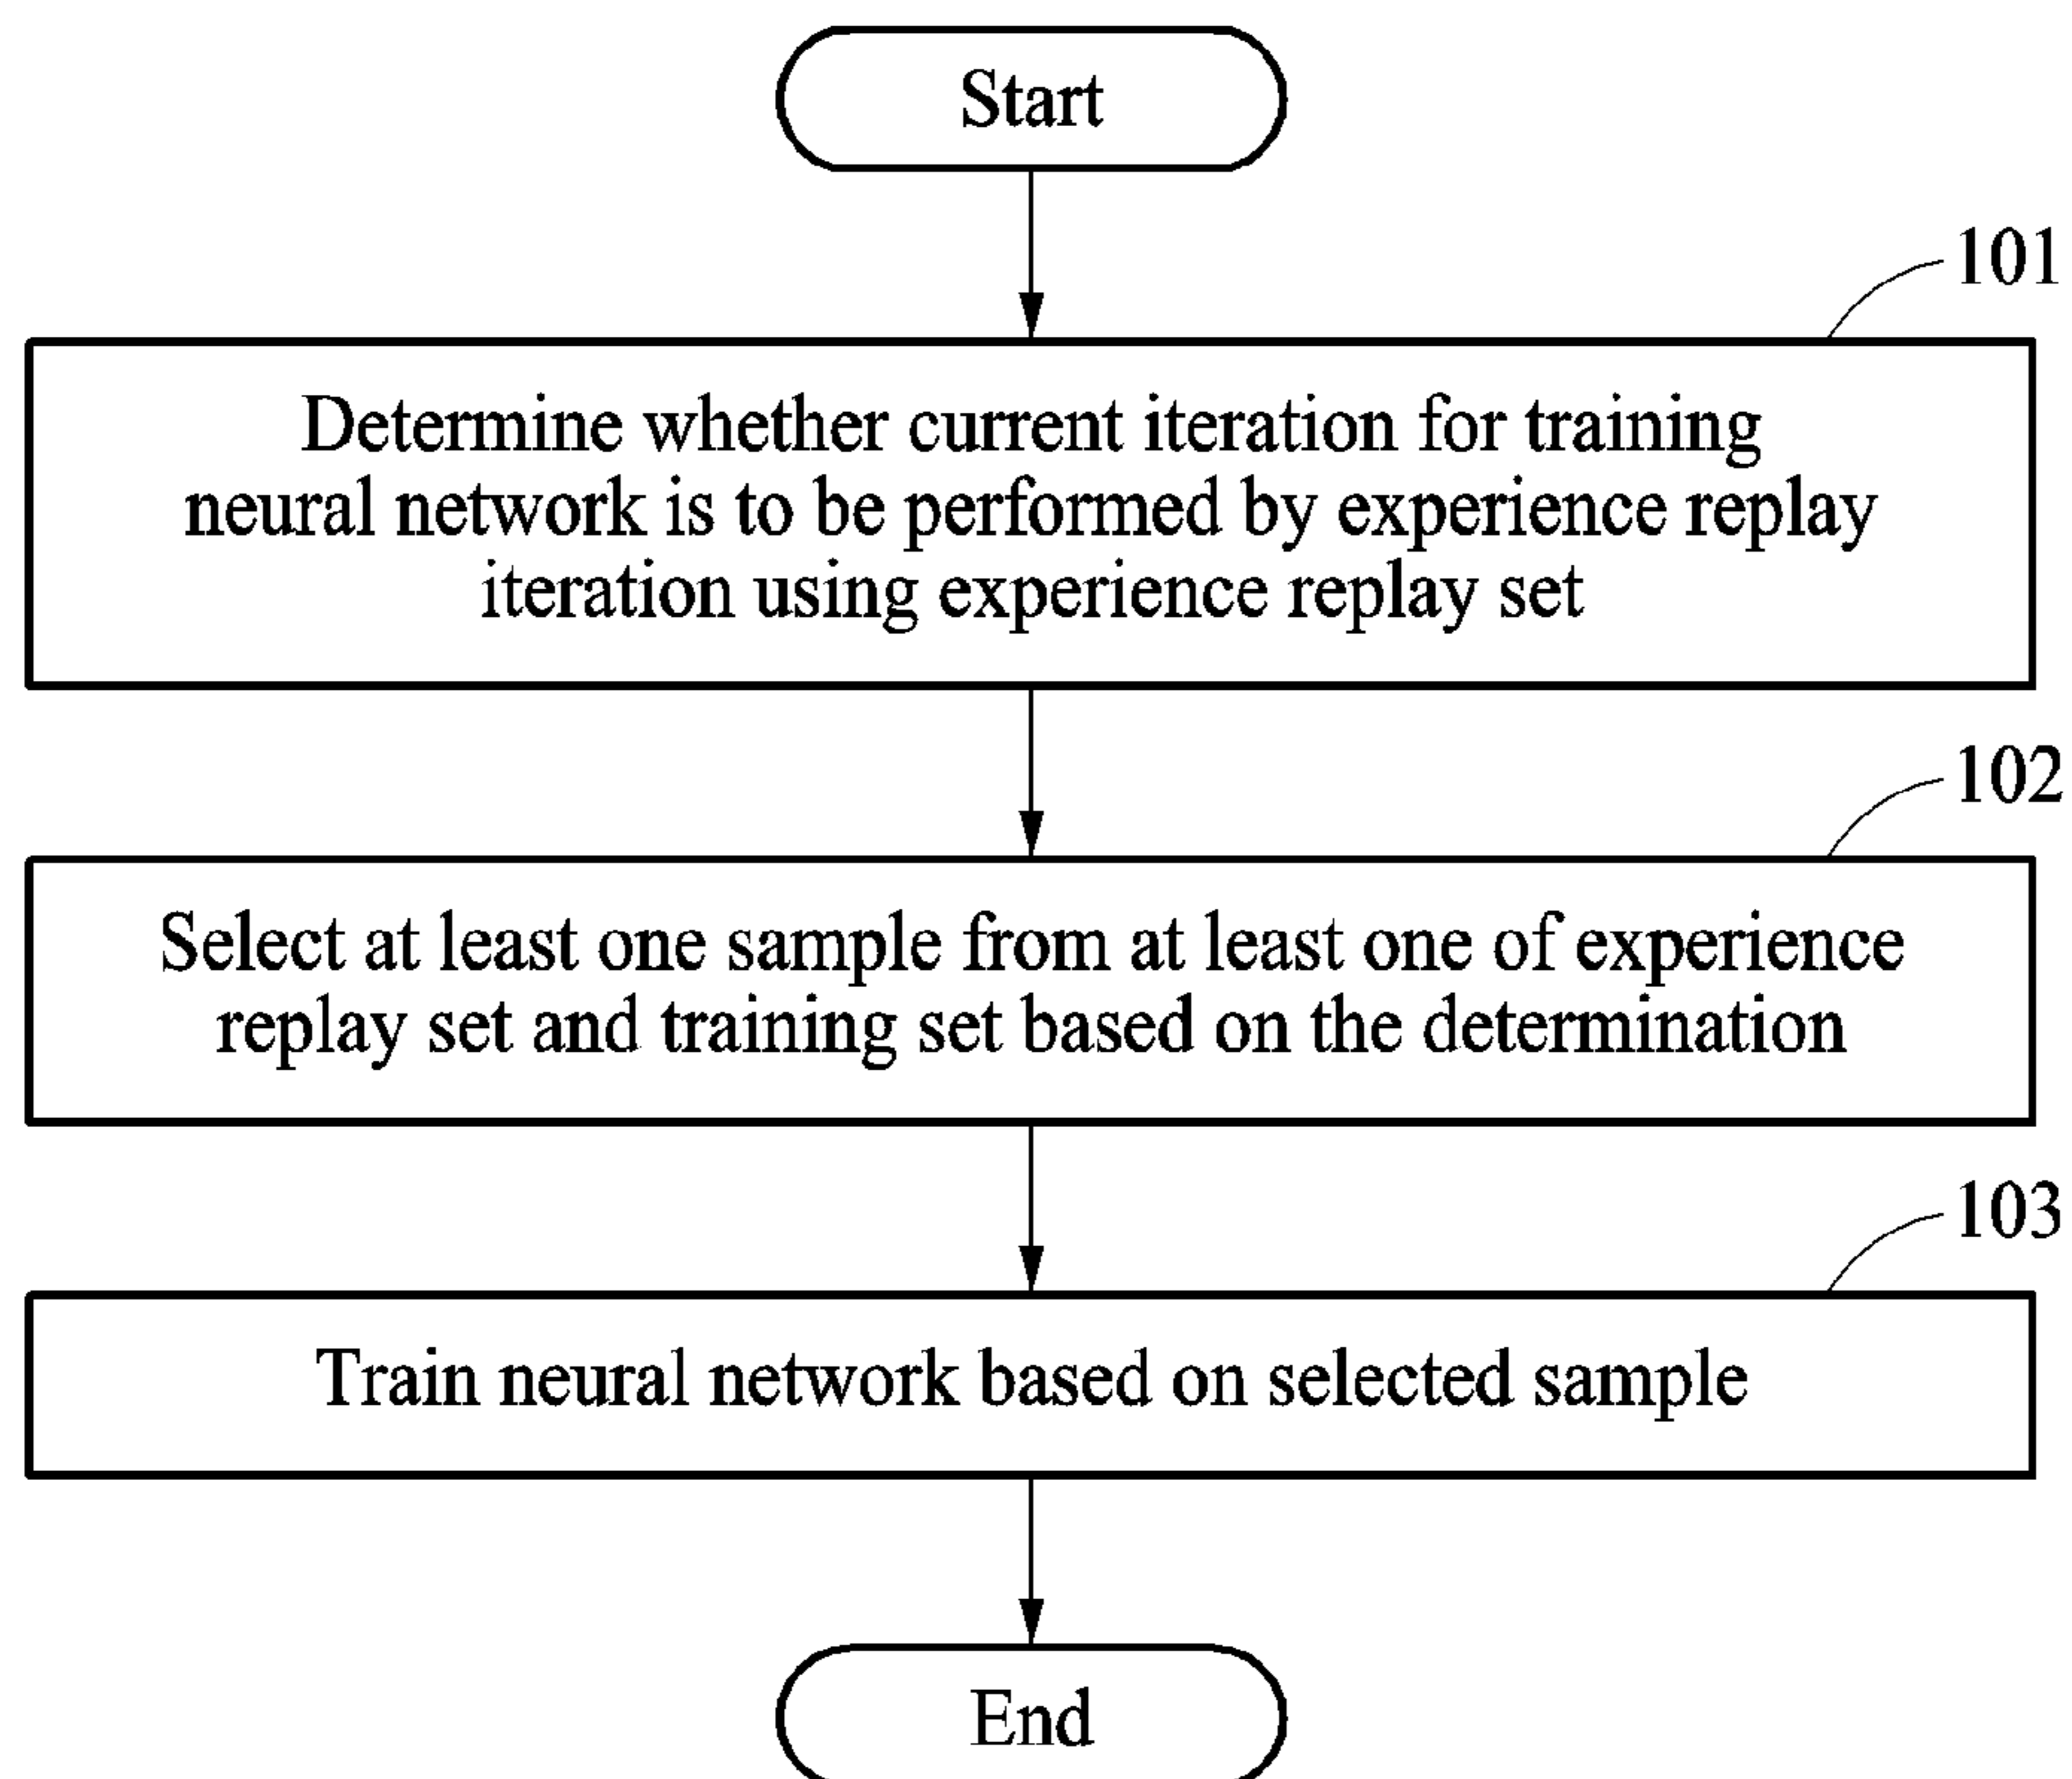 Start
101
Determine whether current iteration for training
neural network is to be performed by experience replay
iteration using experience replay set
102
Select at least one sample from at least one of experience
replay set and training set based on the determination
103
Train neural network based on selected sample
End